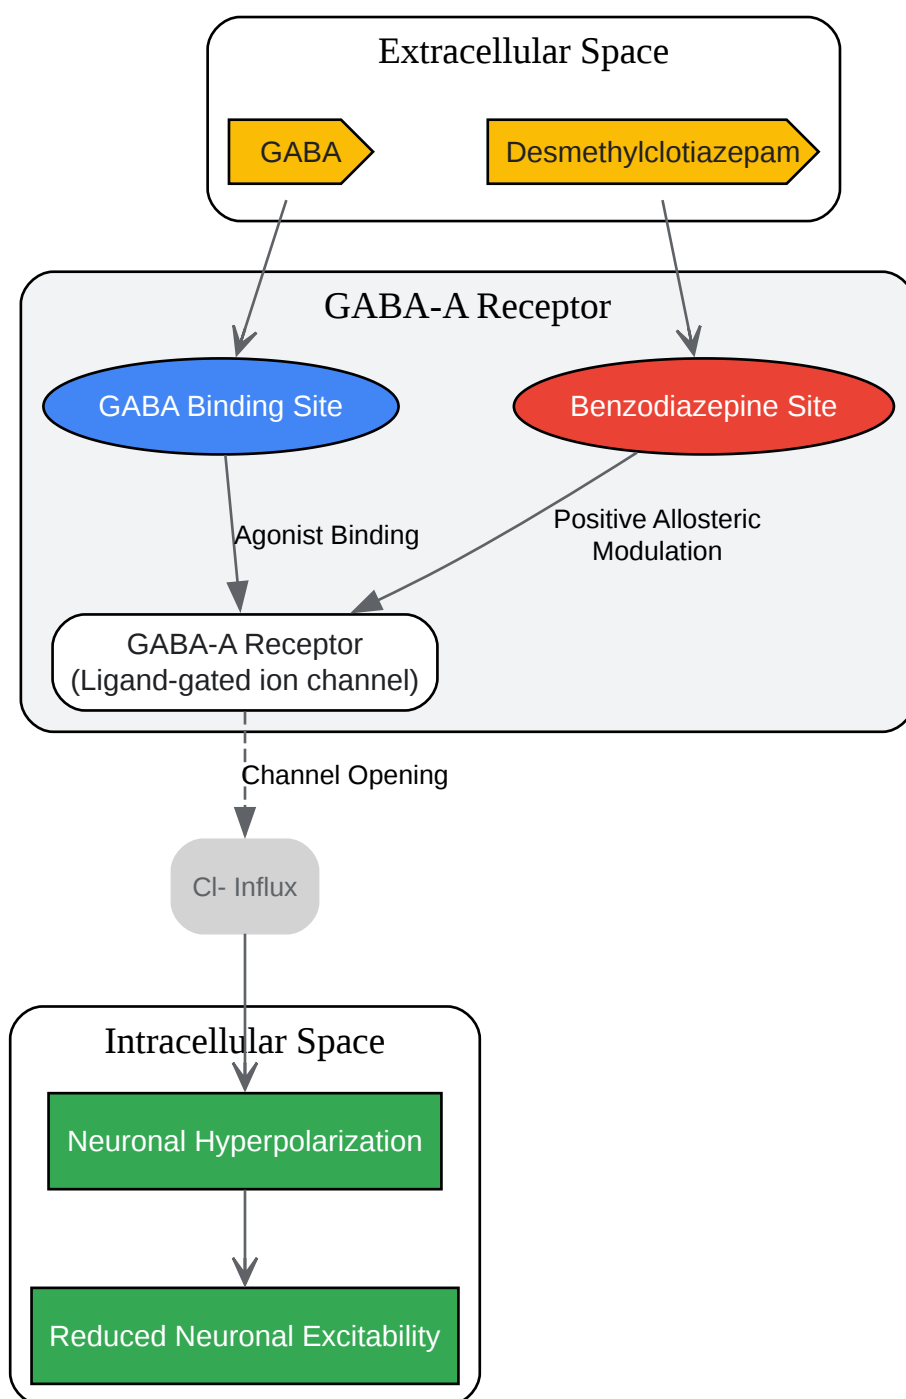 Extracellular Space
GABA
Desmethylclotiazepam
GABA-A Receptor
GABA Binding Site
Benzodiazepine Site
Agonist Binding
Positive Allosteric
Modulation
GABA-A Receptor
(Ligand-gated ion channel)
Channel Opening
Cl- Influx
Intracellular Space
Neuronal Hyperpolarization
Reduced Neuronal Excitability